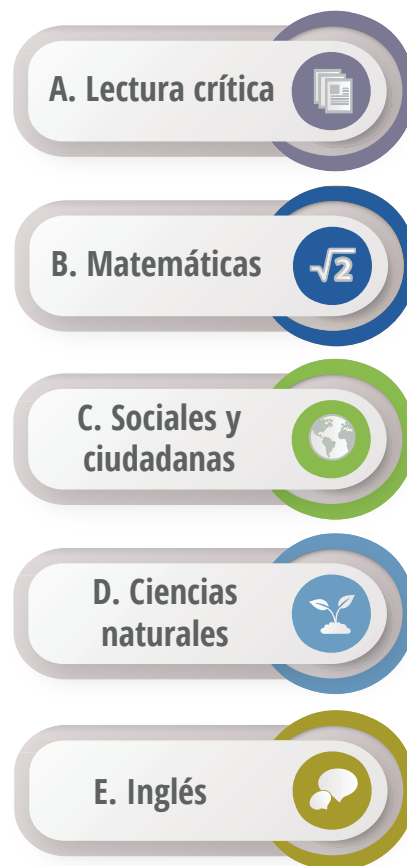 A. Lectura crítica
B. Matemáticas
√2
C. Sociales y
ciudadanas
D. Ciencias
naturales
E. Inglés